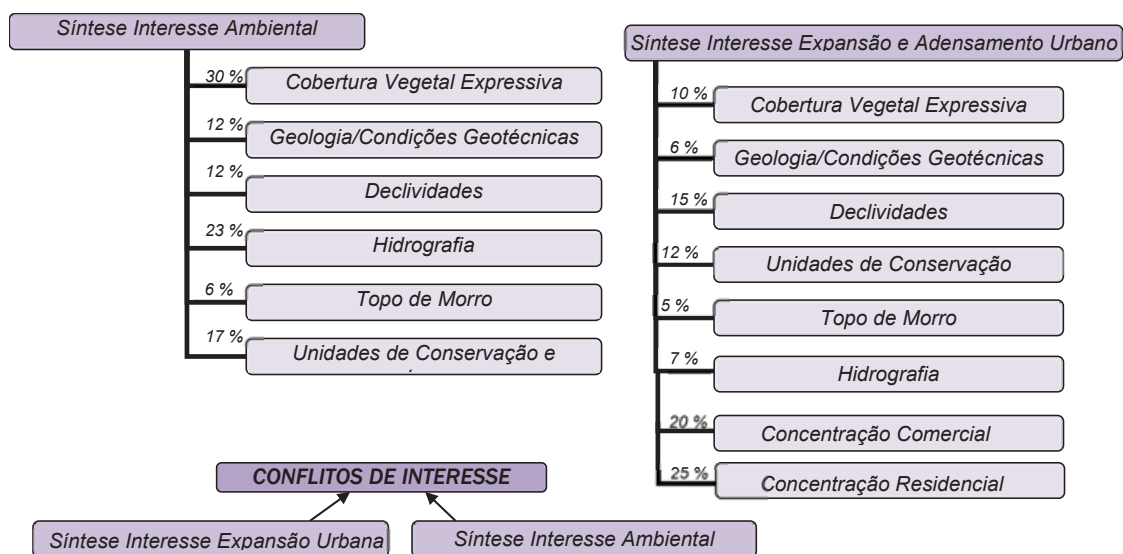 Síntese Interesse Ambiental
30 %
Cobertura Vegetal Expressiva
12 %
Geologia/Condições Geotécnicas
12 %
Declividades
23 %
Hidrografia
6 %
Topo de Morro
17 %
Unidades de Conservação e
Síntese Interesse Expansão e Adensamento Urbano
10 %
Cobertura Vegetal Expressiva
6 %
Geologia/Condições Geotécnicas
15 %
Declividades
12 %
Unidades de Conservação
5 %
Topo de Morro
7 %
Hidrografia
20 %
Concentração Comercial
25 %
Concentração Residencial
CONFLITOS DE INTERESSE
Síntese Interesse Expansão Urbana
Síntese Interesse Ambiental